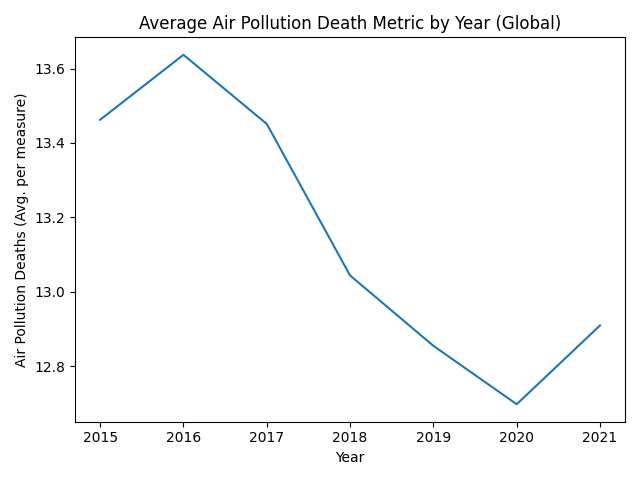 Average Air Pollution Death Metric by Year (Global)
Air Pollution Deaths (Avg. per measure)
13.6
13.4
13.2
13.0
12.8
2015 2016 2017 2018 2019 2020 2021
Year